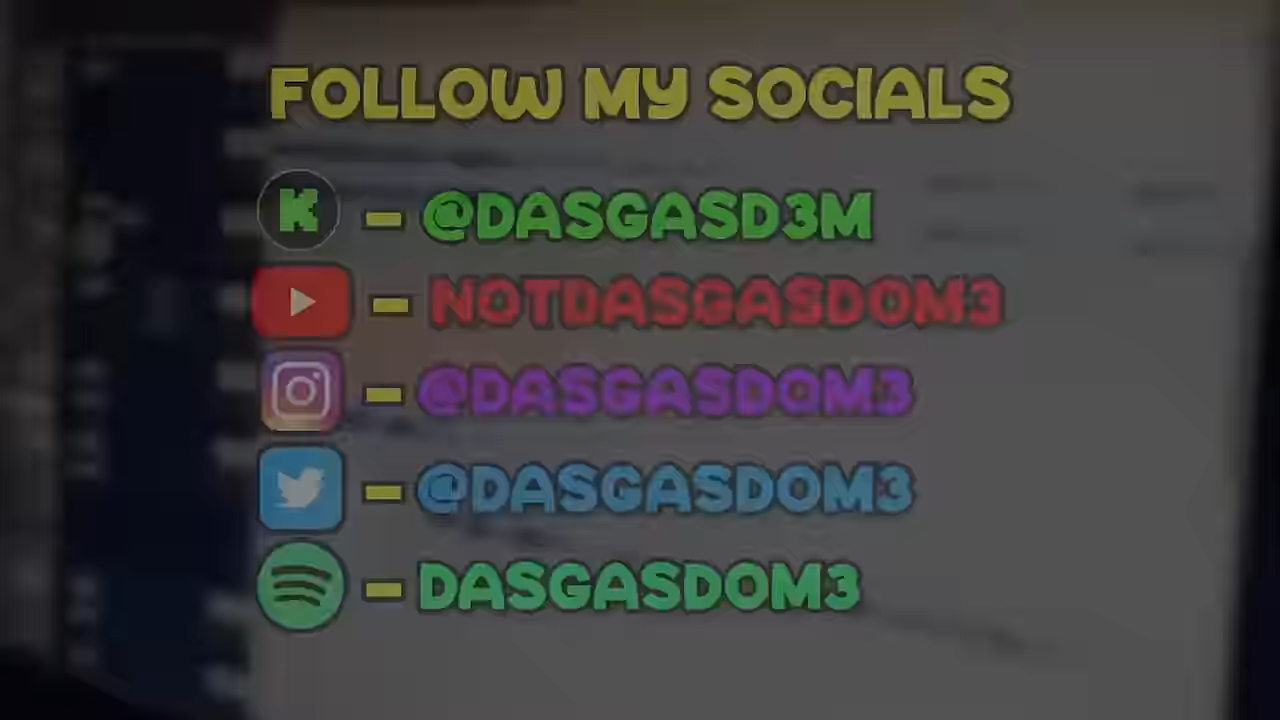 FOLLOW MY SOCIALS
K - @DASGASD3M
- NOTDASGASDOM3
- @DASGASDOM3
- @DASGASDOM3
- DASGASDOM3